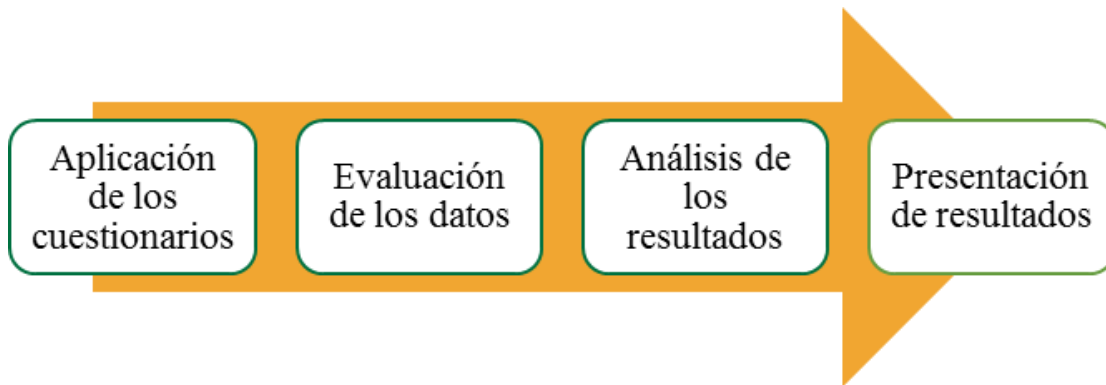 Aplicación
de los
cuestionarios
Evaluación
de los datos
Análisis de
los
resultados
Presentación
de resultados